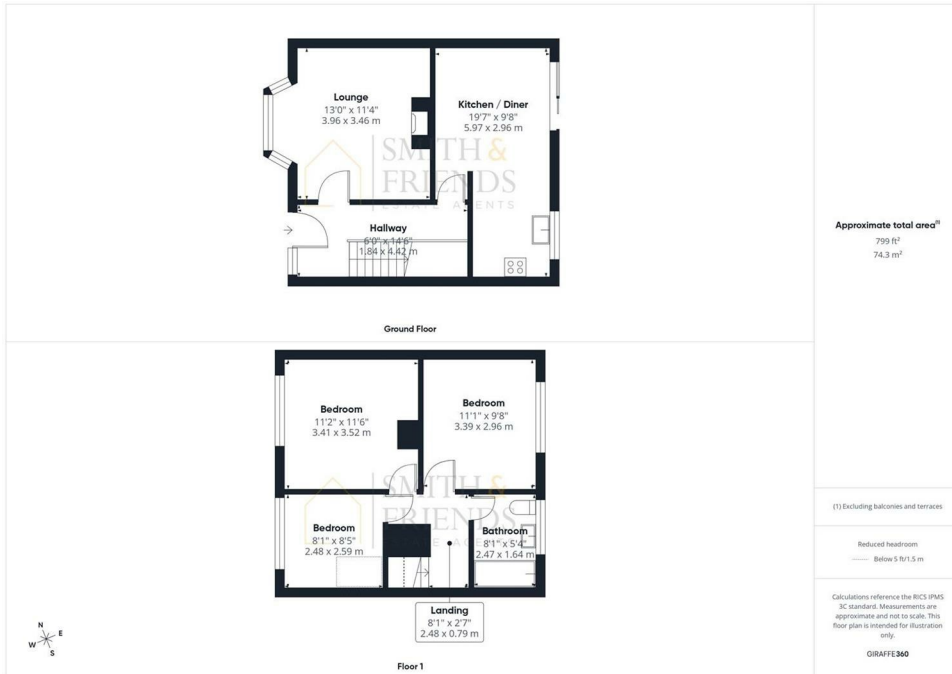 Lounge
13'0" x 11'4"
3.96 x 3.46 m
Kitchen / Diner
19'7" x 9'8"
5.97 x 2.96 m
SMITH &
FRIENDS
ESTATE AGENTS
Hallway
6'0" x 14'6"
1.84 x 4.42 m
Ground Floor
Approximate total area(1)
799 ft²
74.3 m²
Bedroom
11'2" x 11'6"
3.41 x 3.52 m
Bedroom
11'1" x 9'8"
3.39 x 2.96 m
SMITH &
FRIENDS
Bedroom
8'1" x 8'5"
2.48 x 2.59 m
Bathroom
8'1" x 5'4"
2.47 x 1.64 m
Landing
8'1" x 2'7"
2.48 x 0.79 m
N
E
W
S
Floor 1
(1) Excluding balconies and terraces
Reduced headroom
Below 5 ft/1.5 m
Calculations reference the RICS IPMS
3C standard. Measurements are
approximate and not to scale. This
floor plan is intended for illustration
only.
GIRAFFE360